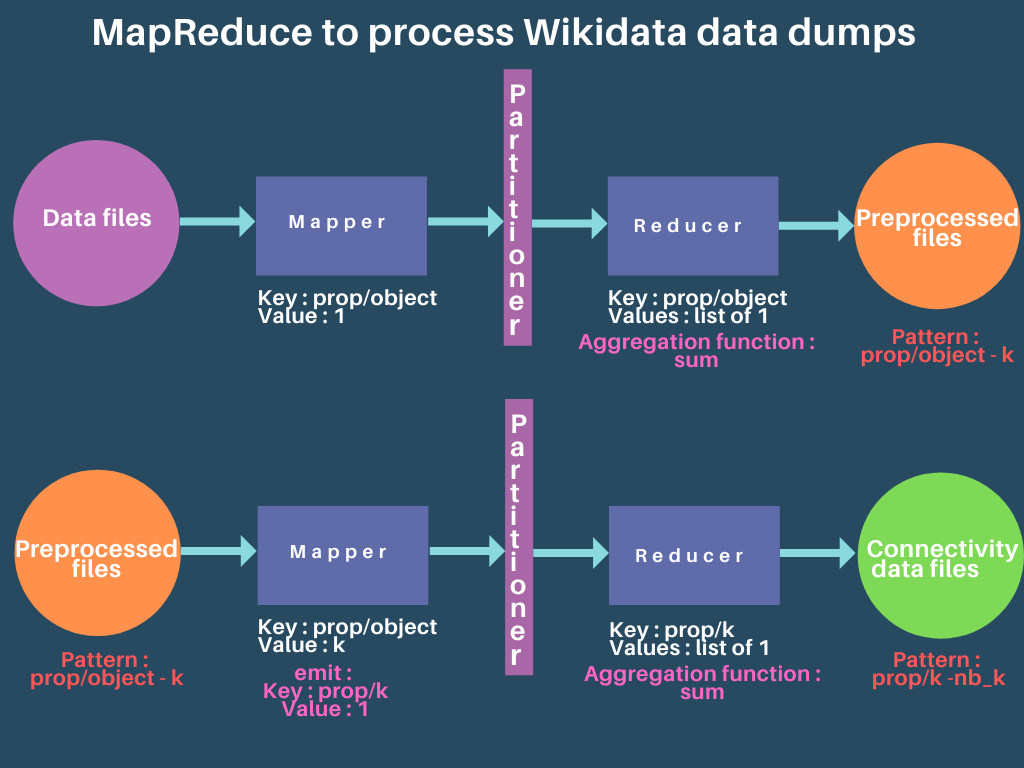 MapReduce to process Wikidata data dumps
Data files
Mapper
Key : prop/object
Value : 1
Partitioner
Reducer
Key : prop/object
Values : list of 1
Aggregation function :
sum
Preprocessed
files
Pattern :
prop/object - k
Preprocessed
files
Pattern :
prop/object - k
Mapper
Key : prop/object
Value : k
emit :
Key : prop/k
Value : 1
Partitioner
Reducer
Key : prop/k
Values : list of 1
Aggregation function :
sum
Connectivity
data files
Pattern :
prop/k -nb_k